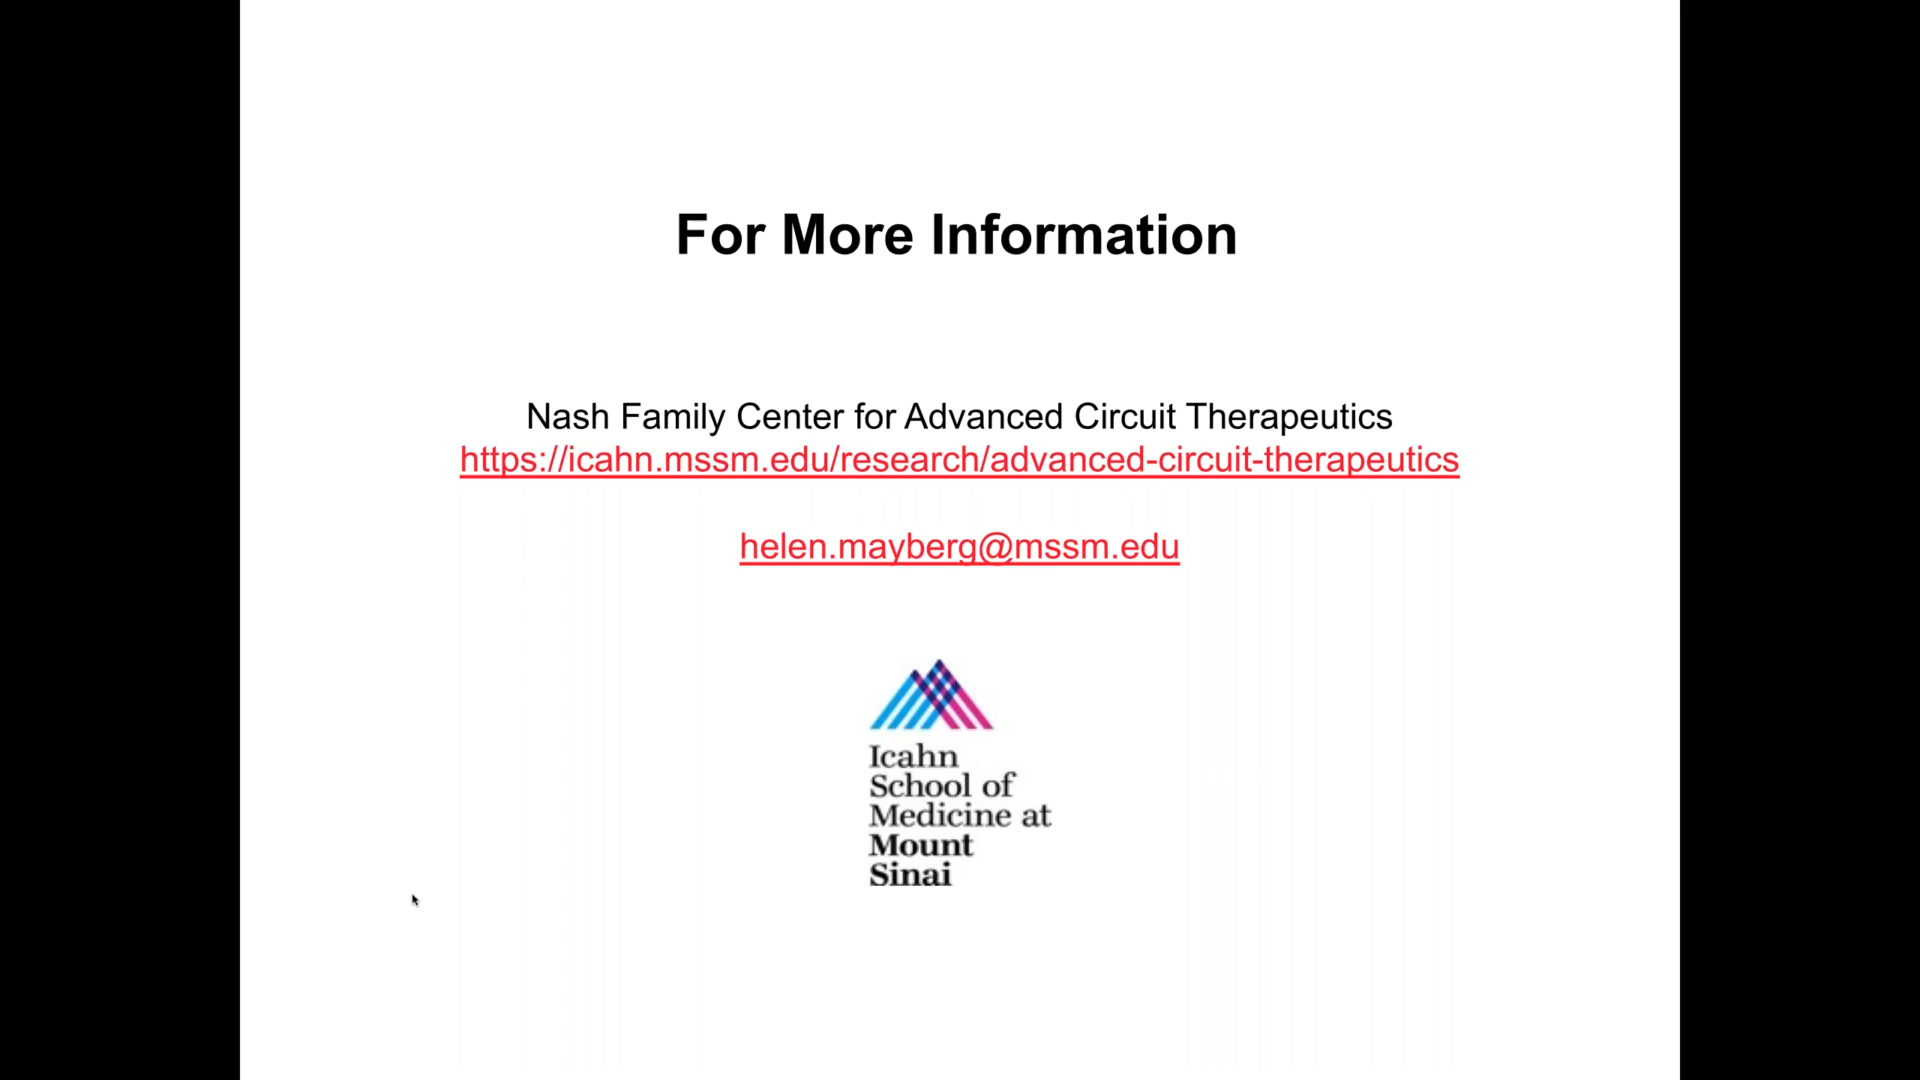 For More Information
Nash Family Center for Advanced Circuit Therapeutics
https://icahn.mssm.edu/research/advanced-circuit-therapeutics
helen.mayberg@mssm.edu
Icahn
School of
Medicine at
Mount
Sinai